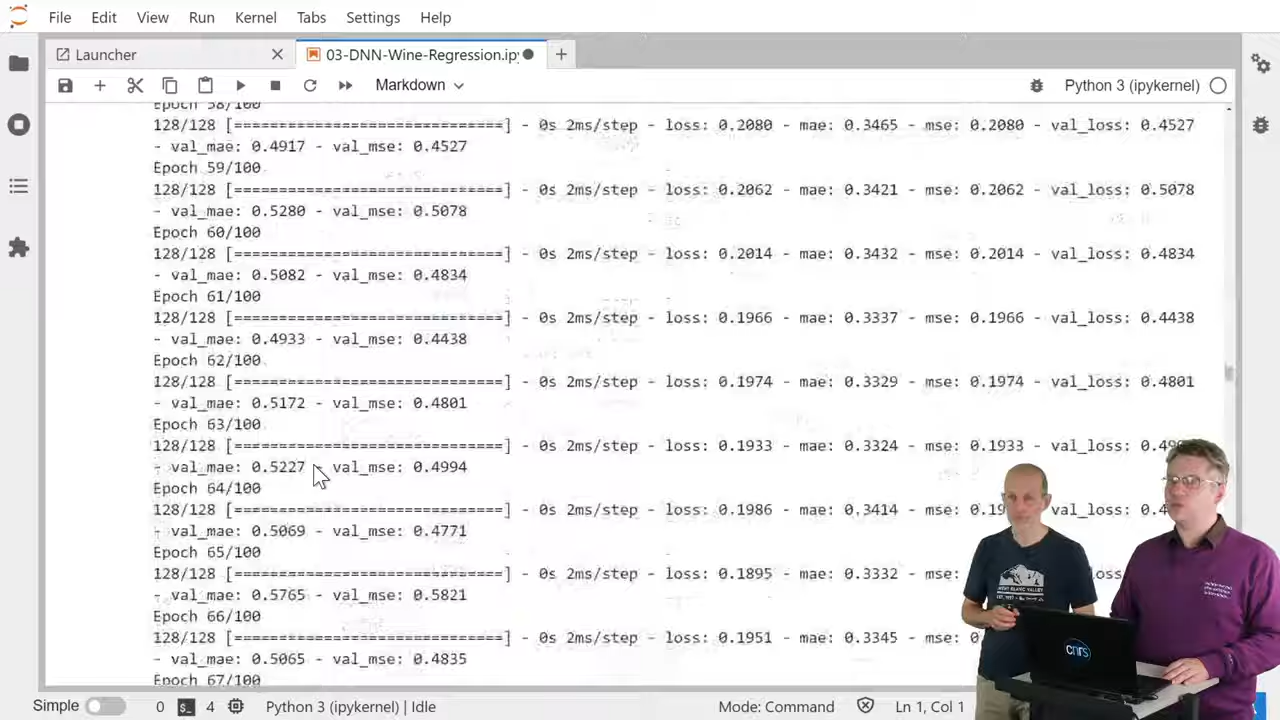 File Edit View Run Kernel Tabs Settings Help
Launcher
03-DNN-Wine-Regression.ipy
Markdown
Python 3 (ipykernel)
Epoch 58/100
128/128 [==============================] - 0s 2ms/step - loss: 0.2080 - mae: 0.3465 - mse: 0.2080 - val_loss: 0.4527
- val_mae: 0.4917 - val_mse: 0.4527
Epoch 59/100
128/128 [==============================] - 0s 2ms/step - loss: 0.2062 - mae: 0.3421 - mse: 0.2062 - val_loss: 0.5078
- val_mae: 0.5280 - val_mse: 0.5078
Epoch 60/100
128/128 [==============================] - 0s 2ms/step - loss: 0.2014 - mae: 0.3432 - mse: 0.2014 - val_loss: 0.4834
- val_mae: 0.5082 - val_mse: 0.4834
Epoch 61/100
128/128 [==============================] - 0s 2ms/step - loss: 0.1966 - mae: 0.3337 - mse: 0.1966 - val_loss: 0.4438
- val_mae: 0.4933 - val_mse: 0.4438
Epoch 62/100
128/128 [==============================] - 0s 2ms/step - loss: 0.1974 - mae: 0.3329 - mse: 0.1974 - val_loss: 0.4801
- val_mae: 0.5172 - val_mse: 0.4801
Epoch 63/100
128/128 [==============================] - 0s 2ms/step - loss: 0.1933 - mae: 0.3324 - mse: 0.1933 - val_loss:
- val_mae: 0.5227 - val_mse: 0.4994
Epoch 64/100
128/128 [==============================] - 0s 2ms/step - loss: 0.1986 - mae: 0.3414 - mse:
- val_mae: 0.5069 - val_mse: 0.4771
Epoch 65/100
128/128 [==============================] - 0s 2ms/step - loss: 0.1895 - mae: 0.3332 - mse:
- val_mae: 0.5765 - val_mse: 0.5821
Epoch 66/100
128/128 [==============================] - 0s 2ms/step - loss: 0.1951 - mae: 0.3345 - mse:
- val_mae: 0.5065 - val_mse: 0.4835
Epoch 67/100
MONT BLANC VALLEY
cnrs
Simple 0 4 Python 3 (ipykernel) | Idle Mode: Command Ln 1, Col 1